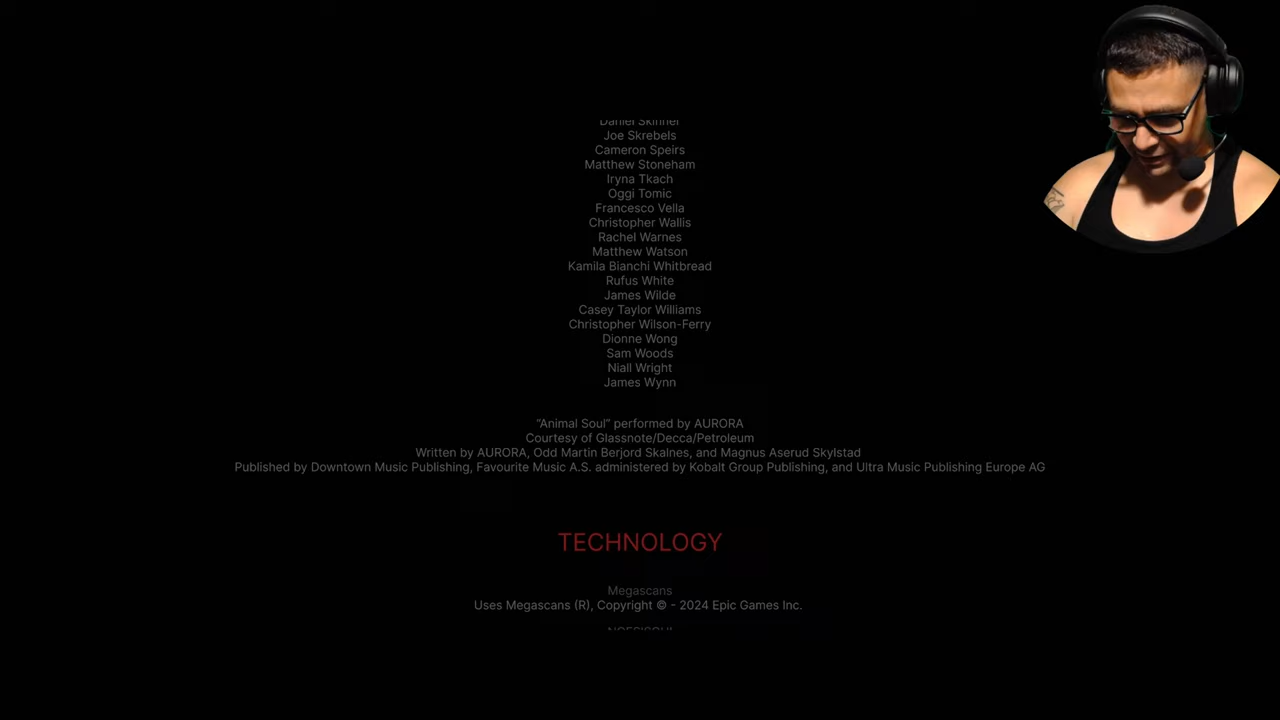 Daniel Skinner
Joe Skrebels
Cameron Speirs
Matthew Stoneham
Iryna Tkach
Oggi Tomic
Francesco Vella
Christopher Wallis
Rachel Warnes
Matthew Watson
Kamila Bianchi Whitbread
Rufus White
James Wilde
Casey Taylor Williams
Christopher Wilson-Ferry
Dionne Wong
Sam Woods
Niall Wright
James Wynn
“Animal Soul” performed by AURORA
Courtesy of Glassnote/Decca/Petroleum
Written by AURORA, Odd Martin Berjord Skalnes, and Magnus Aserud Skylstad
Published by Downtown Music Publishing, Favourite Music A.S. administered by Kobalt Group Publishing, and Ultra Music Publishing Europe AG
TECHNOLOGY
Megascans
Uses Megascans (R), Copyright © - 2024 Epic Games Inc.